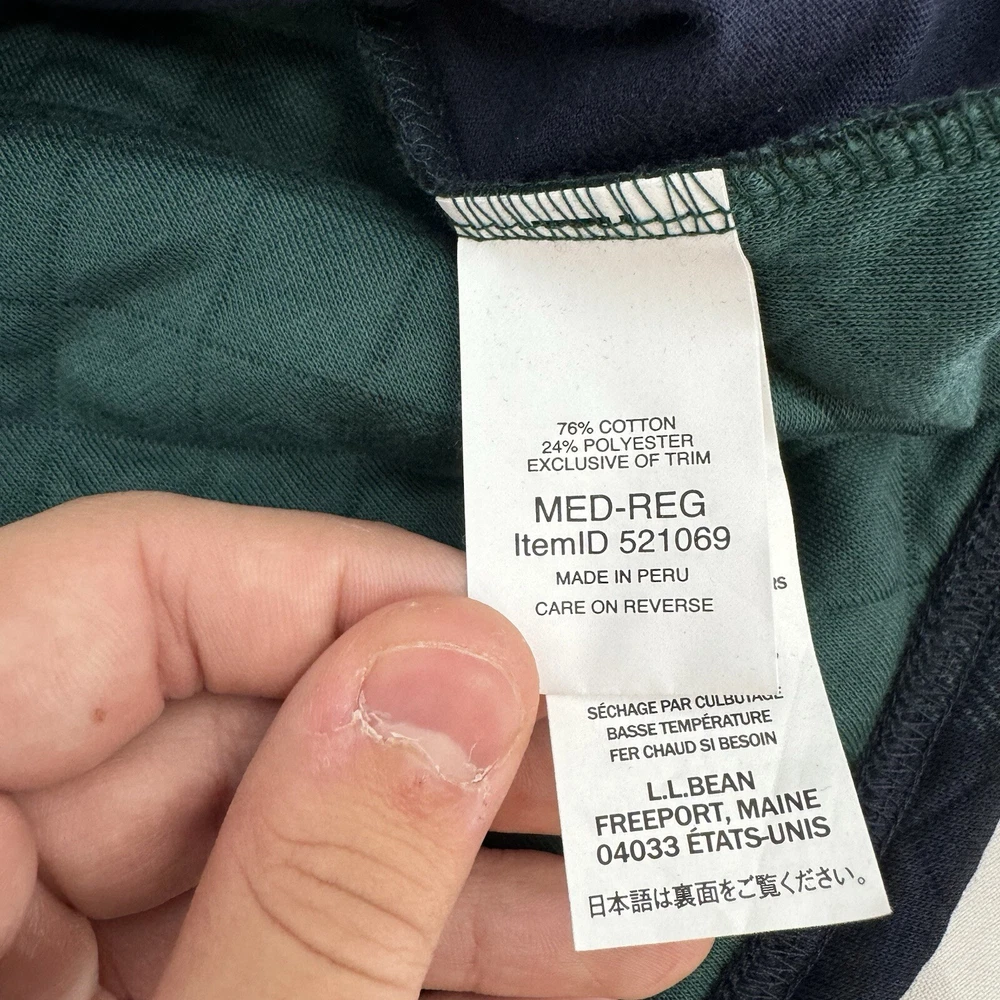 76% COTTON
24% POLYESTER
EXCLUSIVE OF TRIM
MED-REG
ItemID 521069
MADE IN PERU
CARE ON REVERSE
RS
SÉCHAGE PAR CULBUTAGE
BASSE TEMPÉRATURE
FER CHAUD SI BESOIN
L.L.BEAN
FREEPORT, MAINE
04033 ÉTATS-UNIS
日本語は裏面をご覧ください。